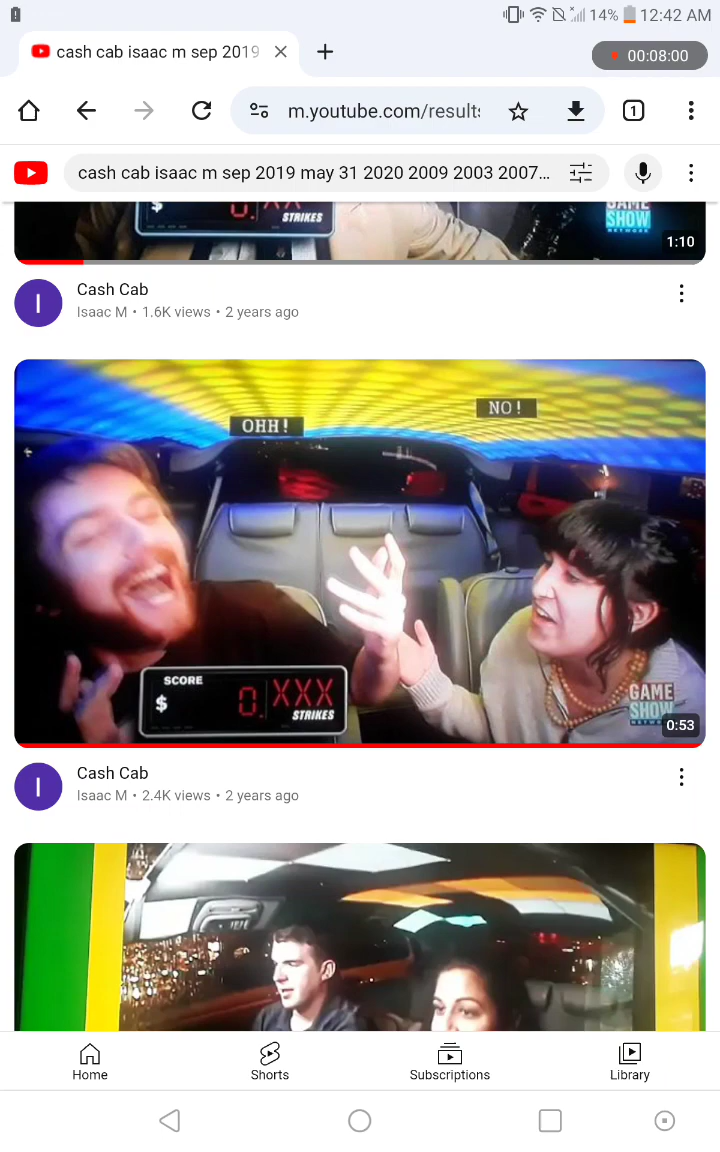 14% 12:42 AM
cash cab isaac m sep 2019
00:08:00
m.youtube.com/results
1
cash cab isaac m sep 2019 may 31 2020 2009 2003 2007...
$
STRIKES
GAME
SHOW
NETWORK
1:10
I
Cash Cab
Isaac M • 1.6K views • 2 years ago
OHH!
NO!
SCORE
$ 0. XXX
STRIKES
GAME
SHOW
0:53
I
Cash Cab
Isaac M • 2.4K views • 2 years ago
Home
Shorts
Subscriptions
Library